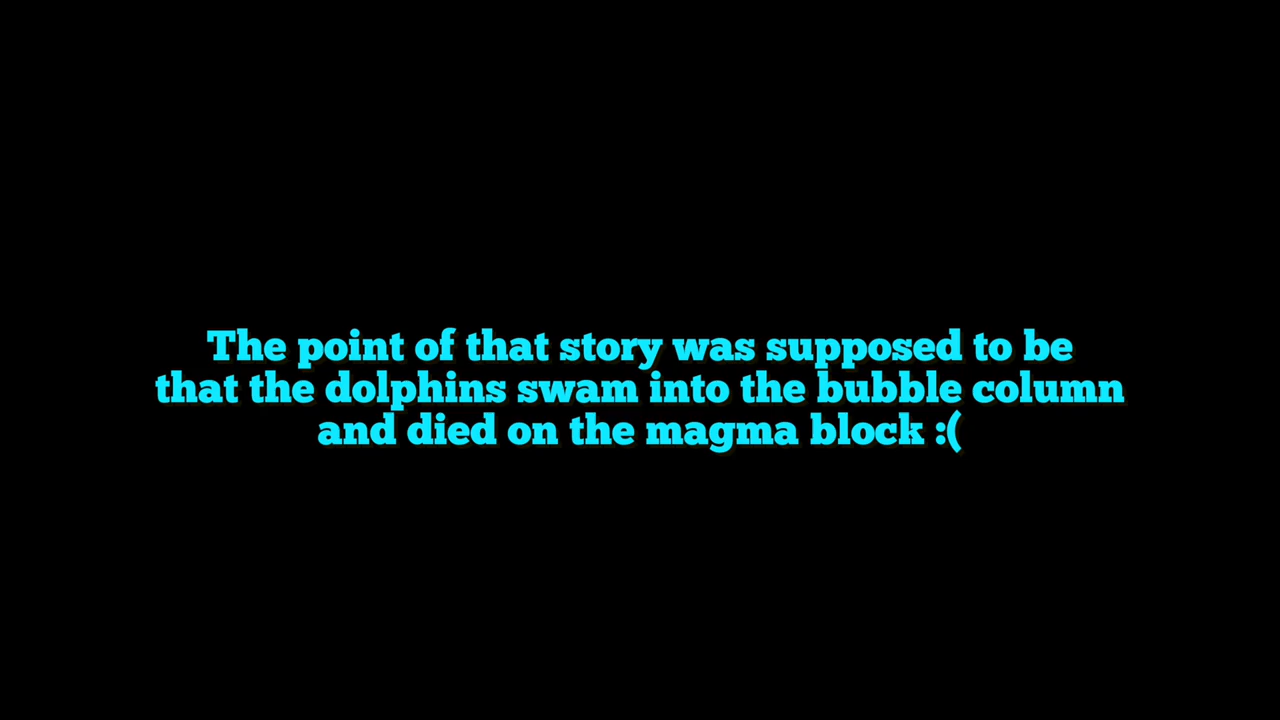 The point of that story was supposed to be
that the dolphins swam into the bubble column
and died on the magma block :(